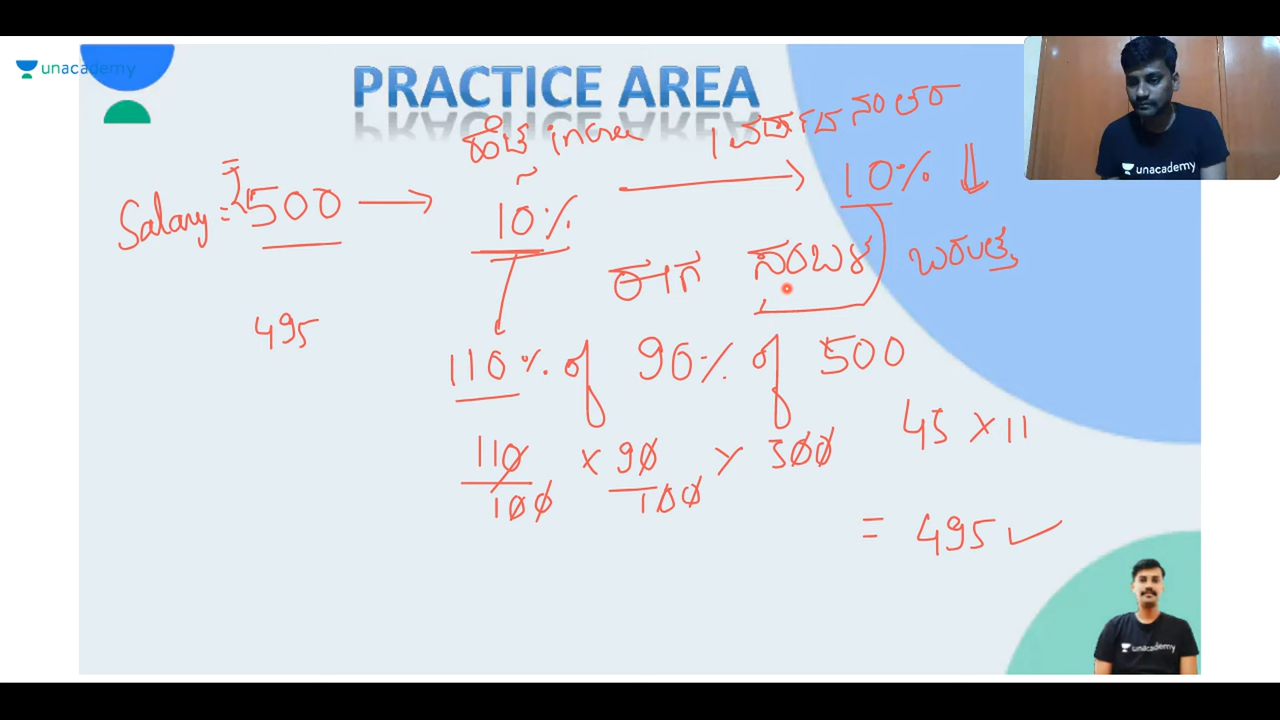 unacademy
PRACTICE AREA
ಹೆಚ್ಚ increa 1 ವರ್ಷದ ನಂತರ
Salary = ₹500 → 10% → 10% ↓
ಈಗ ಸಂಬಳ ಬರುತ್ತೆ
495
110% of 90% of 500
110/100 × 90/100 × 500 45 × 11
= 495 ✓
unacademy
unacademy